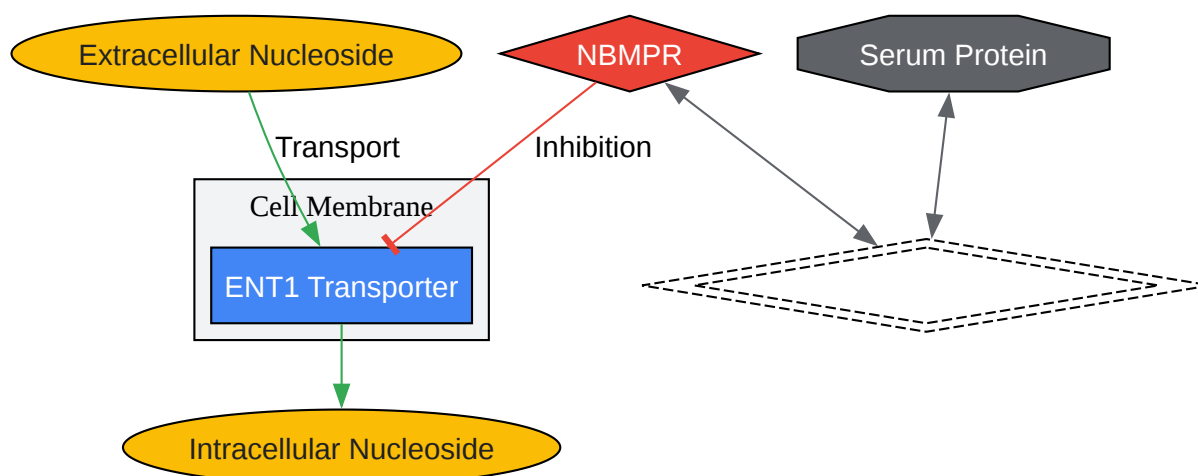 Extracellular Nucleoside
NBMPR
Serum Protein
Transport
Inhibition
Cell Membrane
ENT1 Transporter
Intracellular Nucleoside